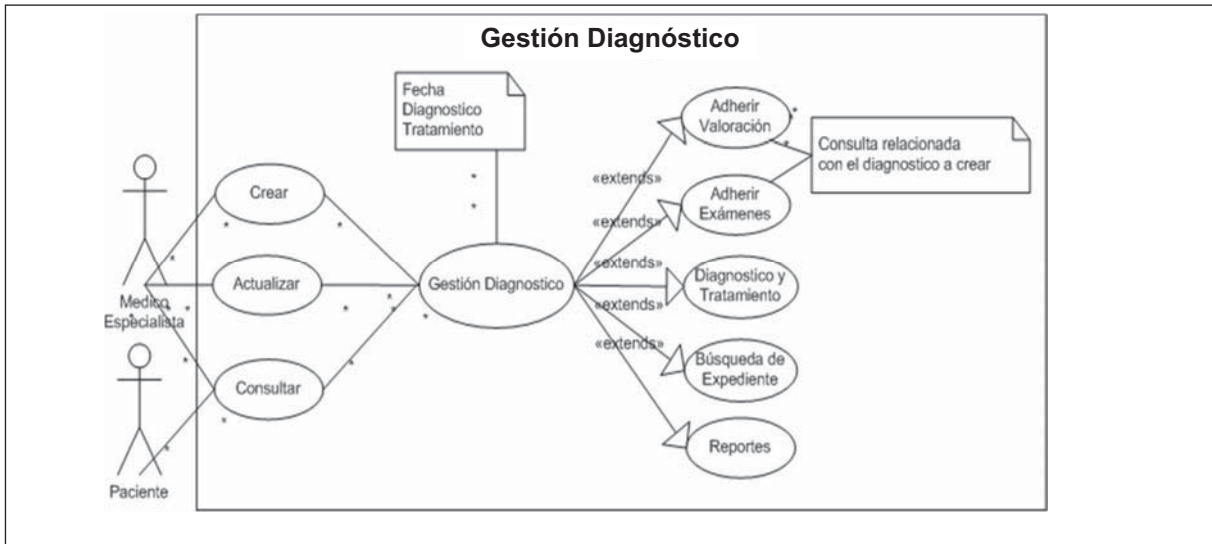 Gestión Diagnóstico
Fecha
Diagnostico
Tratamiento
Adherir
Valoración
Consulta relacionada
con el diagnostico a crear
«extends»
Crear
Adherir
Exámenes
«extends»
«extends»
Actualizar
Gestión Diagnostico
Diagnostico y
Tratamiento
Medico
Especialista
«extends»
«extends»
Búsqueda de
Expediente
Consultar
Reportes
Paciente